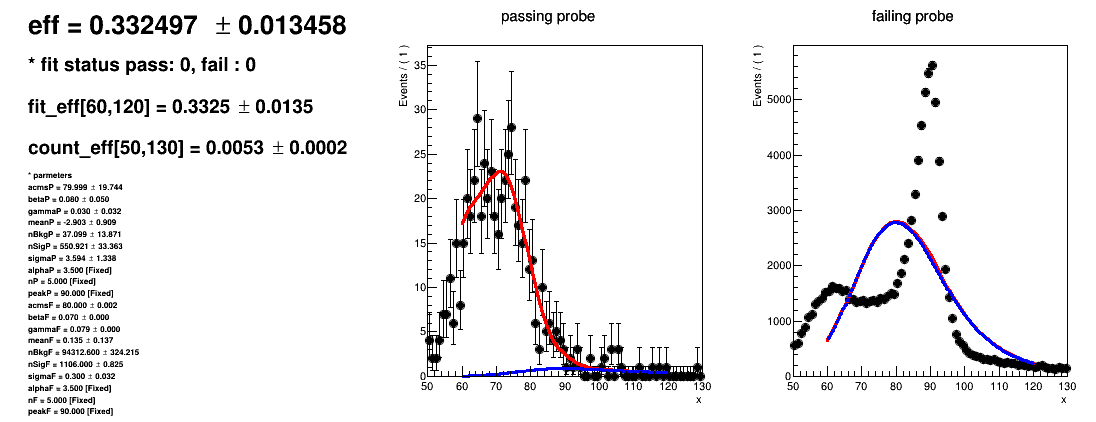 eff = 0.332497 ± 0.013458
* fit status pass: 0, fail : 0
fit_eff[60,120] = 0.3325 ± 0.0135
count_eff[50,130] = 0.0053 ± 0.0002
* parmeters
acmsP = 79.999 ± 19.744
betaP = 0.080 ± 0.050
gammaP = 0.030 ± 0.032
meanP = -2.903 ± 0.909
nBkgP = 37.099 ± 13.871
nSigP = 550.921 ± 33.363
sigmaP = 3.594 ± 1.338
alphaP = 3.500 [Fixed]
nP = 5.000 [Fixed]
peakP = 90.000 [Fixed]
acmsF = 80.000 ± 0.002
betaF = 0.070 ± 0.000
gammaF = 0.079 ± 0.000
meanF = 0.135 ± 0.137
nBkgF = 94312.600 ± 324.215
nSigF = 1106.000 ± 0.825
sigmaF = 0.300 ± 0.032
alphaF = 3.500 [Fixed]
nF = 5.000 [Fixed]
peakF = 90.000 [Fixed]
passing probe
Events / ( 1 )
35
30
25
20
15
10
5
0
50 60 70 80 90 100 110 120 130
x
failing probe
Events / ( 1 )
5000
4000
3000
2000
1000
0
50 60 70 80 90 100 110 120 130
x